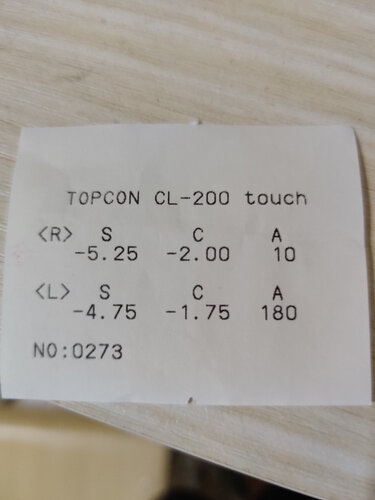 TOPCON CL-200 touch
<R> S C A
-5.25 -2.00 10
<L> S C A
-4.75 -1.75 180
NO:0273